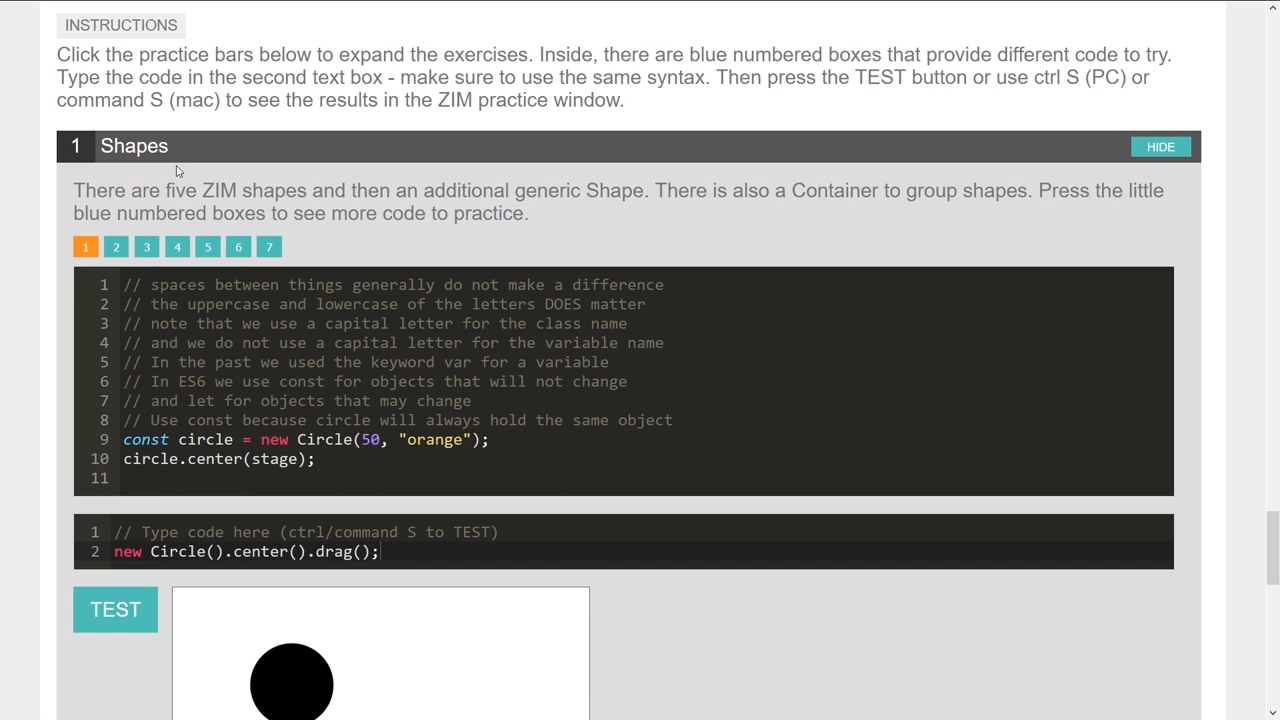 INSTRUCTIONS
Click the practice bars below to expand the exercises. Inside, there are blue numbered boxes that provide different code to try.
Type the code in the second text box - make sure to use the same syntax. Then press the TEST button or use ctrl S (PC) or
command S (mac) to see the results in the ZIM practice window.
1 Shapes HIDE
There are five ZIM shapes and then an additional generic Shape. There is also a Container to group shapes. Press the little
blue numbered boxes to see more code to practice.
1 2 3 4 5 6 7
1 // spaces between things generally do not make a difference
2 // the uppercase and lowercase of the letters DOES matter
3 // note that we use a capital letter for the class name
4 // and we do not use a capital letter for the variable name
5 // In the past we used the keyword var for a variable
6 // In ES6 we use const for objects that will not change
7 // and let for objects that may change
8 // Use const because circle will always hold the same object
9 const circle = new Circle(50, "orange");
10 circle.center(stage);
11
1 // Type code here (ctrl/command S to TEST)
2 new Circle().center().drag();
TEST